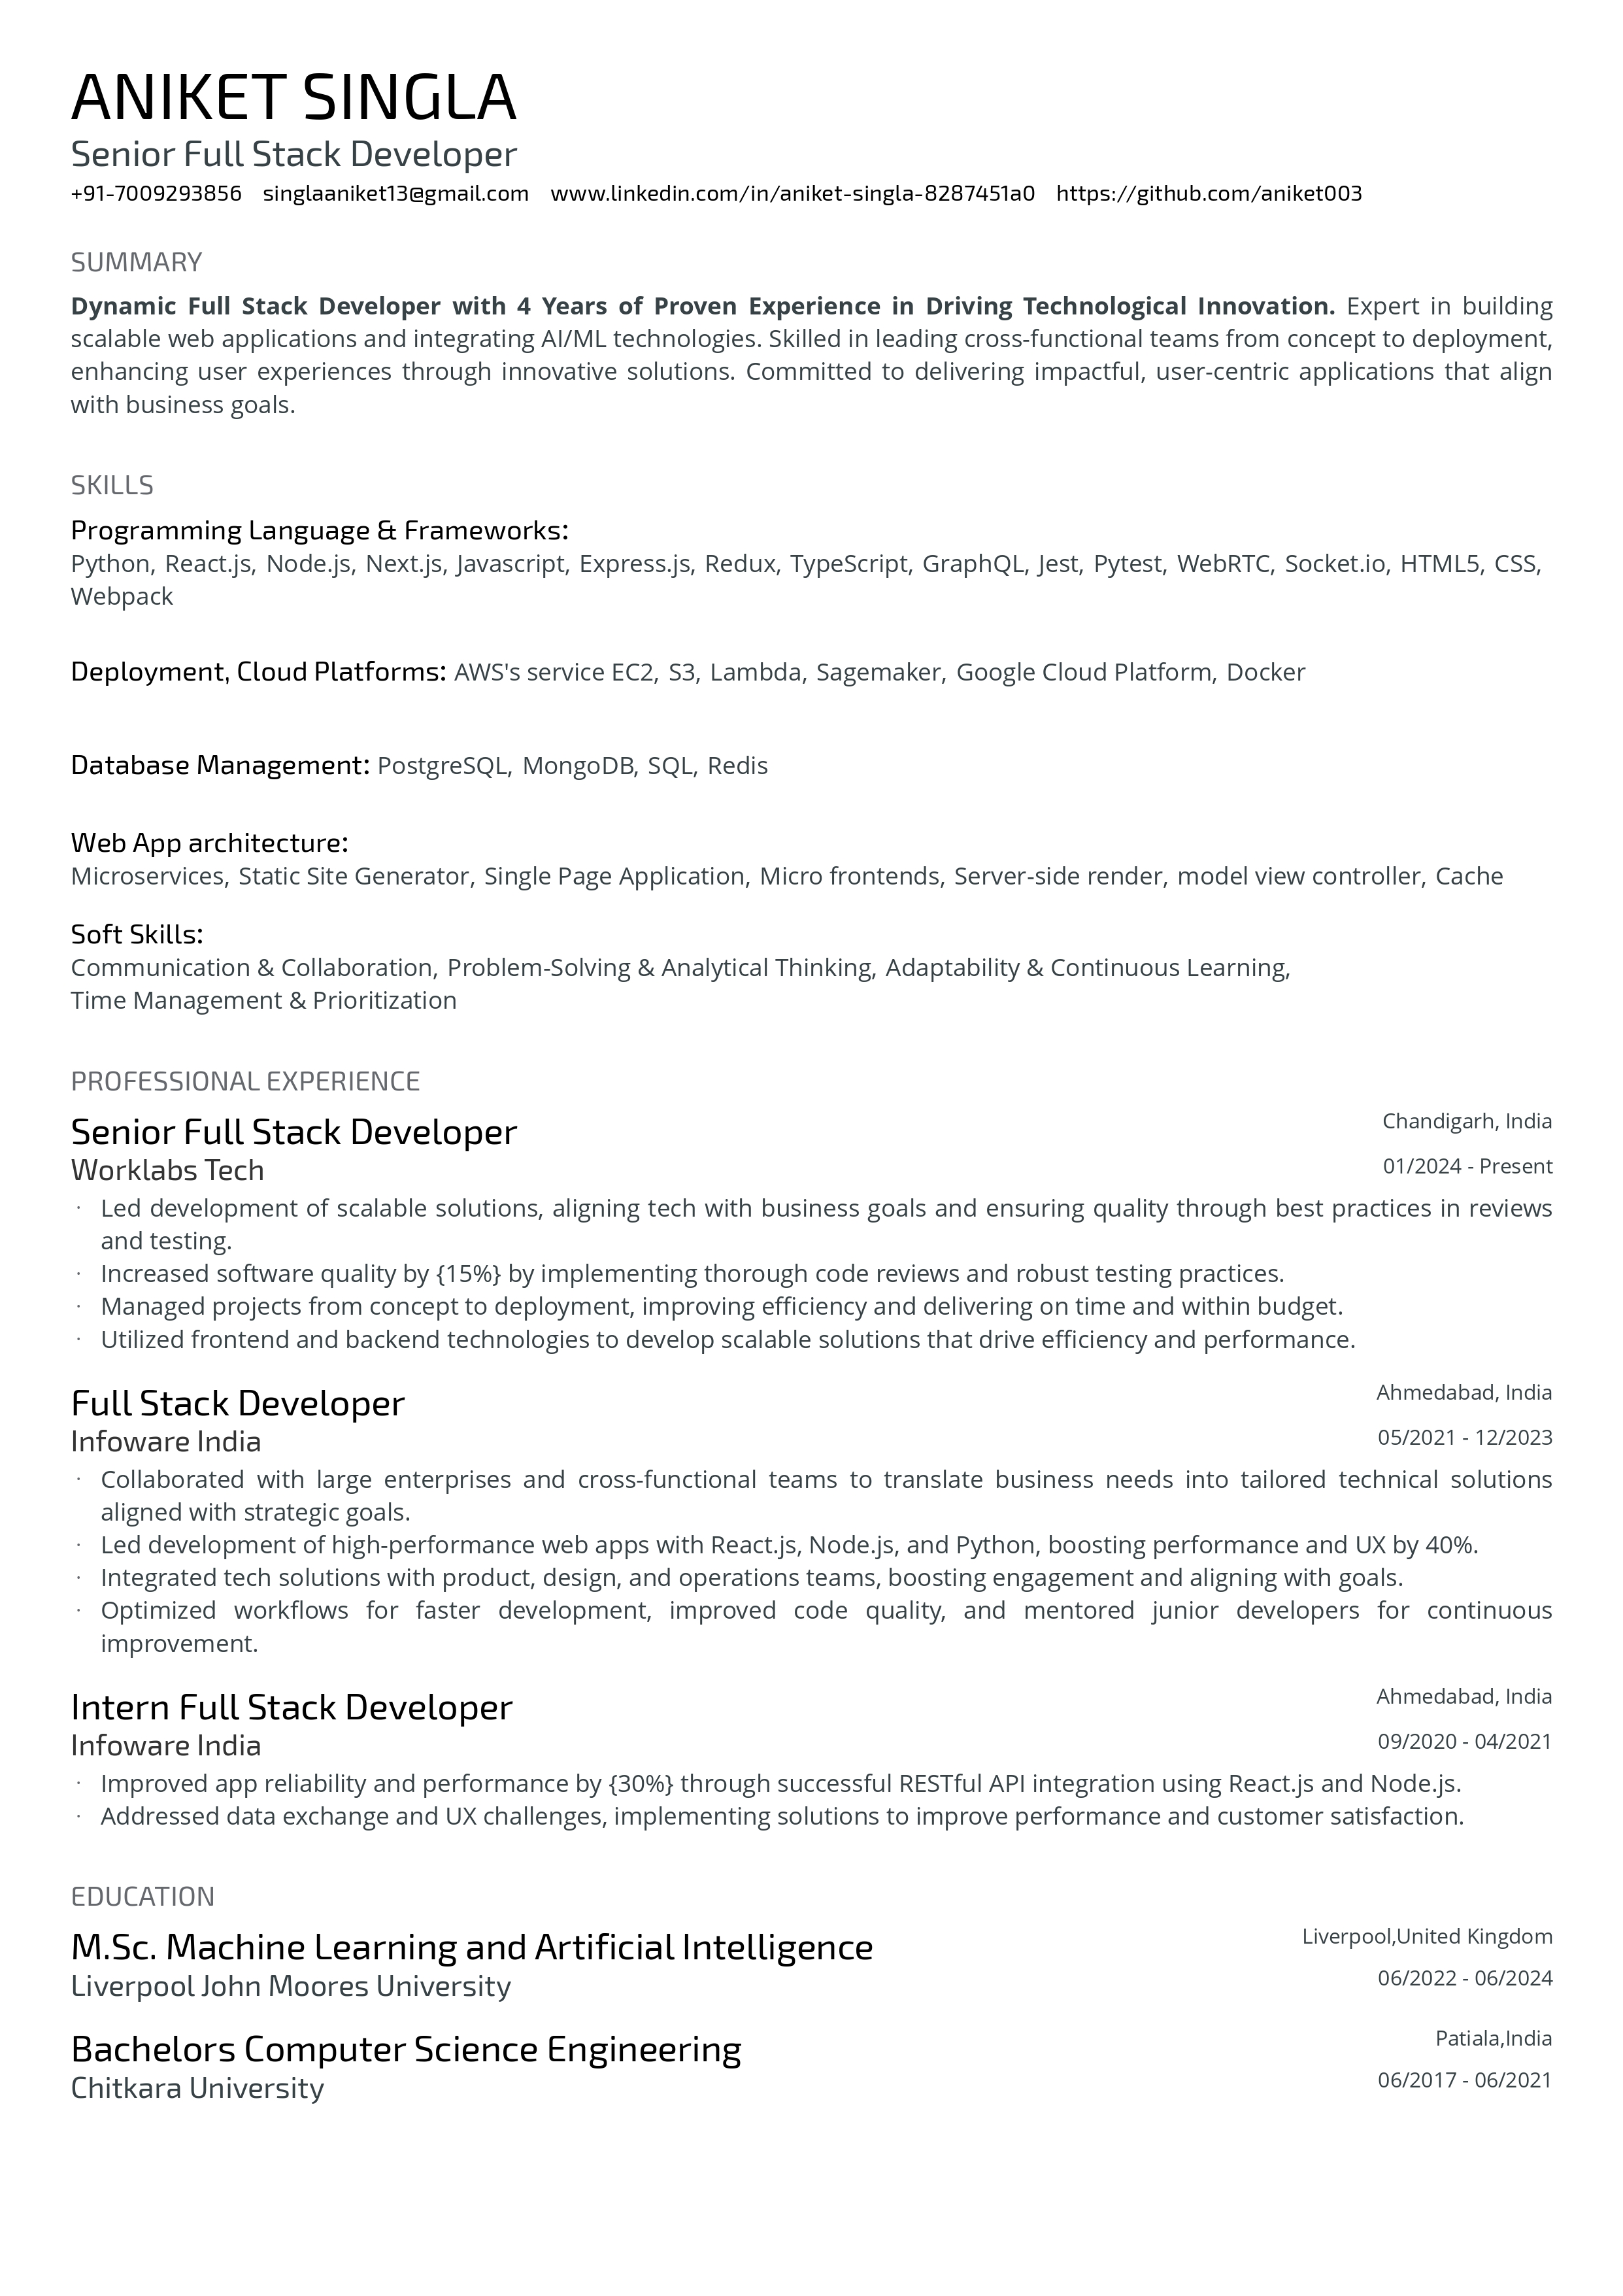 ANIKET SINGLA
Senior Full Stack Developer
+91-7009293856 singlaaniket13@gmail.com www.linkedin.com/in/aniket-singla-8287451a0 https://github.com/aniket003
SUMMARY
Dynamic Full Stack Developer with 4 Years of Proven Experience in Driving Technological Innovation. Expert in building
scalable web applications and integrating AI/ML technologies. Skilled in leading cross-functional teams from concept to deployment,
enhancing user experiences through innovative solutions. Committed to delivering impactful, user-centric applications that align
with business goals.
SKILLS
Programming Language & Frameworks:
Python, React.js, Node.js, Next.js, Javascript, Express.js, Redux, TypeScript, GraphQL, Jest, Pytest, WebRTC, Socket.io, HTML5, CSS,
Webpack
Deployment, Cloud Platforms: AWS's service EC2, S3, Lambda, Sagemaker, Google Cloud Platform, Docker
Database Management: PostgreSQL, MongoDB, SQL, Redis
Web App architecture:
Microservices, Static Site Generator, Single Page Application, Micro frontends, Server-side render, model view controller, Cache
Soft Skills:
Communication & Collaboration, Problem-Solving & Analytical Thinking, Adaptability & Continuous Learning,
Time Management & Prioritization
PROFESSIONAL EXPERIENCE
Senior Full Stack Developer Chandigarh, India
Worklabs Tech 01/2024 - Present
· Led development of scalable solutions, aligning tech with business goals and ensuring quality through best practices in reviews
and testing.
· Increased software quality by {15%} by implementing thorough code reviews and robust testing practices.
· Managed projects from concept to deployment, improving efficiency and delivering on time and within budget.
· Utilized frontend and backend technologies to develop scalable solutions that drive efficiency and performance.
Full Stack Developer Ahmedabad, India
Infoware India 05/2021 - 12/2023
· Collaborated with large enterprises and cross-functional teams to translate business needs into tailored technical solutions
aligned with strategic goals.
· Led development of high-performance web apps with React.js, Node.js, and Python, boosting performance and UX by 40%.
· Integrated tech solutions with product, design, and operations teams, boosting engagement and aligning with goals.
· Optimized workflows for faster development, improved code quality, and mentored junior developers for continuous
improvement.
Intern Full Stack Developer Ahmedabad, India
Infoware India 09/2020 - 04/2021
· Improved app reliability and performance by {30%} through successful RESTful API integration using React.js and Node.js.
· Addressed data exchange and UX challenges, implementing solutions to improve performance and customer satisfaction.
EDUCATION
M.Sc. Machine Learning and Artificial Intelligence Liverpool,United Kingdom
Liverpool John Moores University 06/2022 - 06/2024
Bachelors Computer Science Engineering Patiala,India
Chitkara University 06/2017 - 06/2021